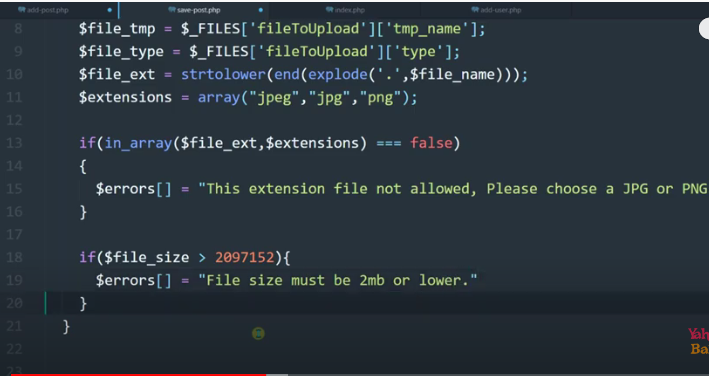 add-post.php save-post.php index.php add-user.php
8 $file_tmp = $_FILES['fileToUpload']['tmp_name'];
9 $file_type = $_FILES['fileToUpload']['type'];
10 $file_ext = strtolower(end(explode('.',$file_name)));
11 $extensions = array("jpeg","jpg","png");
12
13 if(in_array($file_ext,$extensions) === false)
14 {
15 $errors[] = "This extension file not allowed, Please choose a JPG or PNG
16 }
17
18 if($file_size > 2097152){
19 $errors[] = "File size must be 2mb or lower."
20 }
21 }
22
23
Yah
Ba